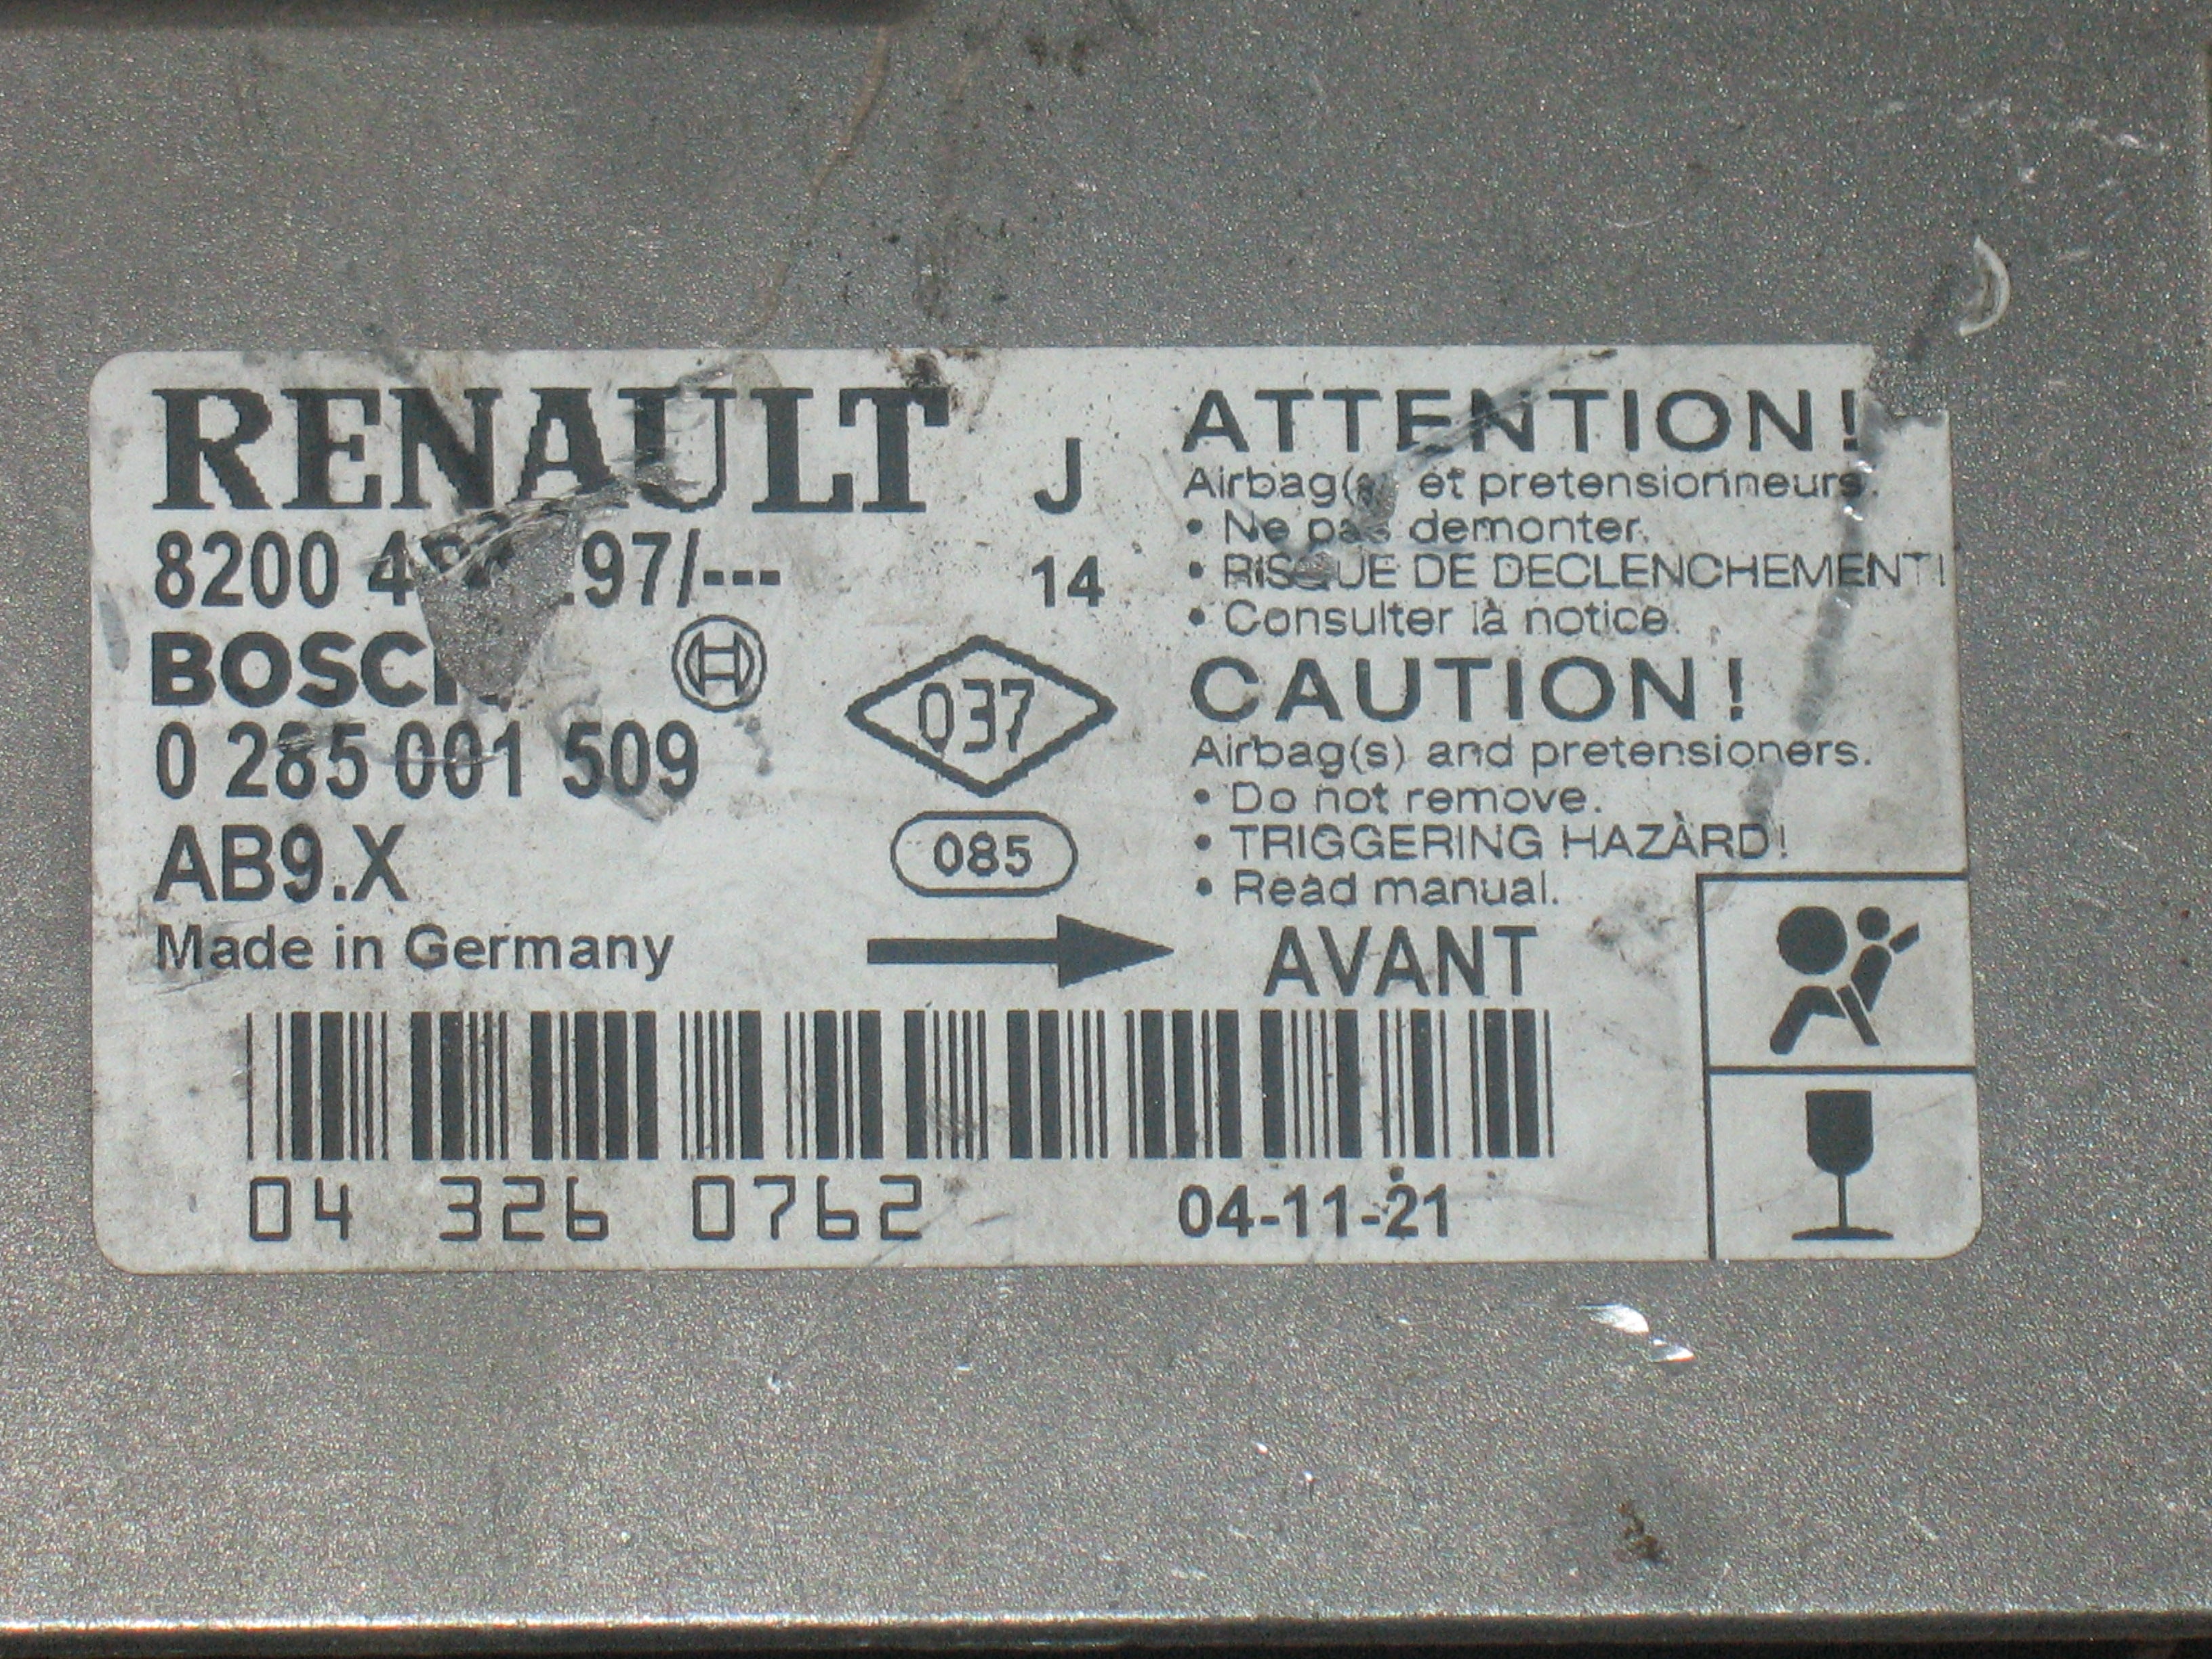 RENAULT J
8200 97/--- 14
BOSCH
0 285 001 509
037
AB9.X
085
Made in Germany
ATTENTION!
Airbag(s) et pretensionneurs.
• Ne pas demonter.
• RISQUE DE DECLENCHEMENT!
• Consulter la notice.
CAUTION!
Airbag(s) and pretensioners.
• Do not remove.
• TRIGGERING HAZARD!
• Read manual.
AVANT
04 326 0762 04-11-21